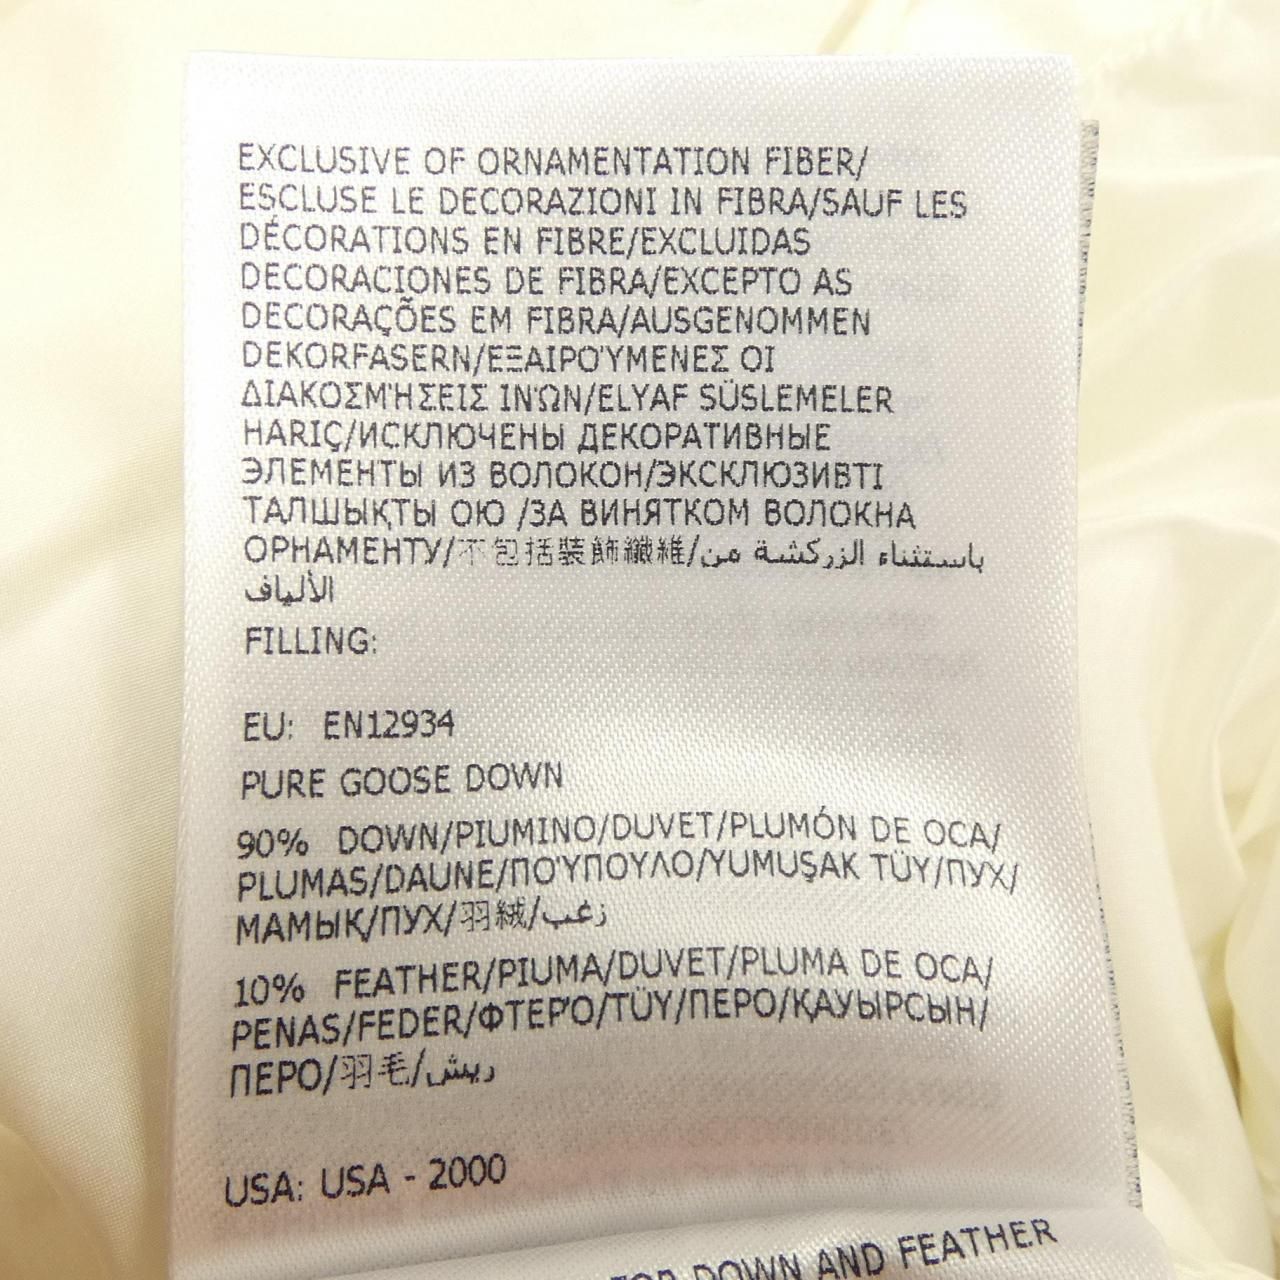 EXCLUSIVE OF ORNAMENTATION FIBER/
ESCLUSE LE DECORAZIONI IN FIBRA/SAUF LES
DÉCORATIONS EN FIBRE/EXCLUIDAS
DECORACIONES DE FIBRA/EXCEPTO AS
DECORAÇÕES EM FIBRA/AUSGENOMMEN
DEKORFASERN/ΕΞΑΙΡΟΎΜΕΝΕΣ ΟΙ
ΔΙΑΚΟΣΜΉΣΕΙΣ ΙΝΏΝ/ELYAF SÜSLEMELER
HARIÇ/ИСКЛЮЧЕНЫ ДЕКОРАТИВНЫЕ
ЭЛЕМЕНТЫ ИЗ ВОЛОКОН/ЭКСКЛЮЗИВТІ
ТАЛШЫҚТЫ ОЮ /ЗА ВИНЯТКОМ ВОЛОКНА
ОРНАМЕНТУ/不包括裝飾纖維/باستثناء الزركشة من
الألياف
FILLING:
EU: EN12934
PURE GOOSE DOWN
90% DOWN/PIUMINO/DUVET/PLUMÓN DE OCA/
PLUMAS/DAUNE/ΠΟΎΠΟΥΛΟ/YUMUŞAK TÜY/ПУХ/
МАМЫҚ/ПУХ/羽絨/زغب
10% FEATHER/PIUMA/DUVET/PLUMA DE OCA/
PENAS/FEDER/ΦΤΕΡΌ/TÜY/ПЕРО/ҚАУЫРСЫН/
ПЕРО/羽毛/ريش
USA: USA - 2000
FOR DOWN AND FEATHER